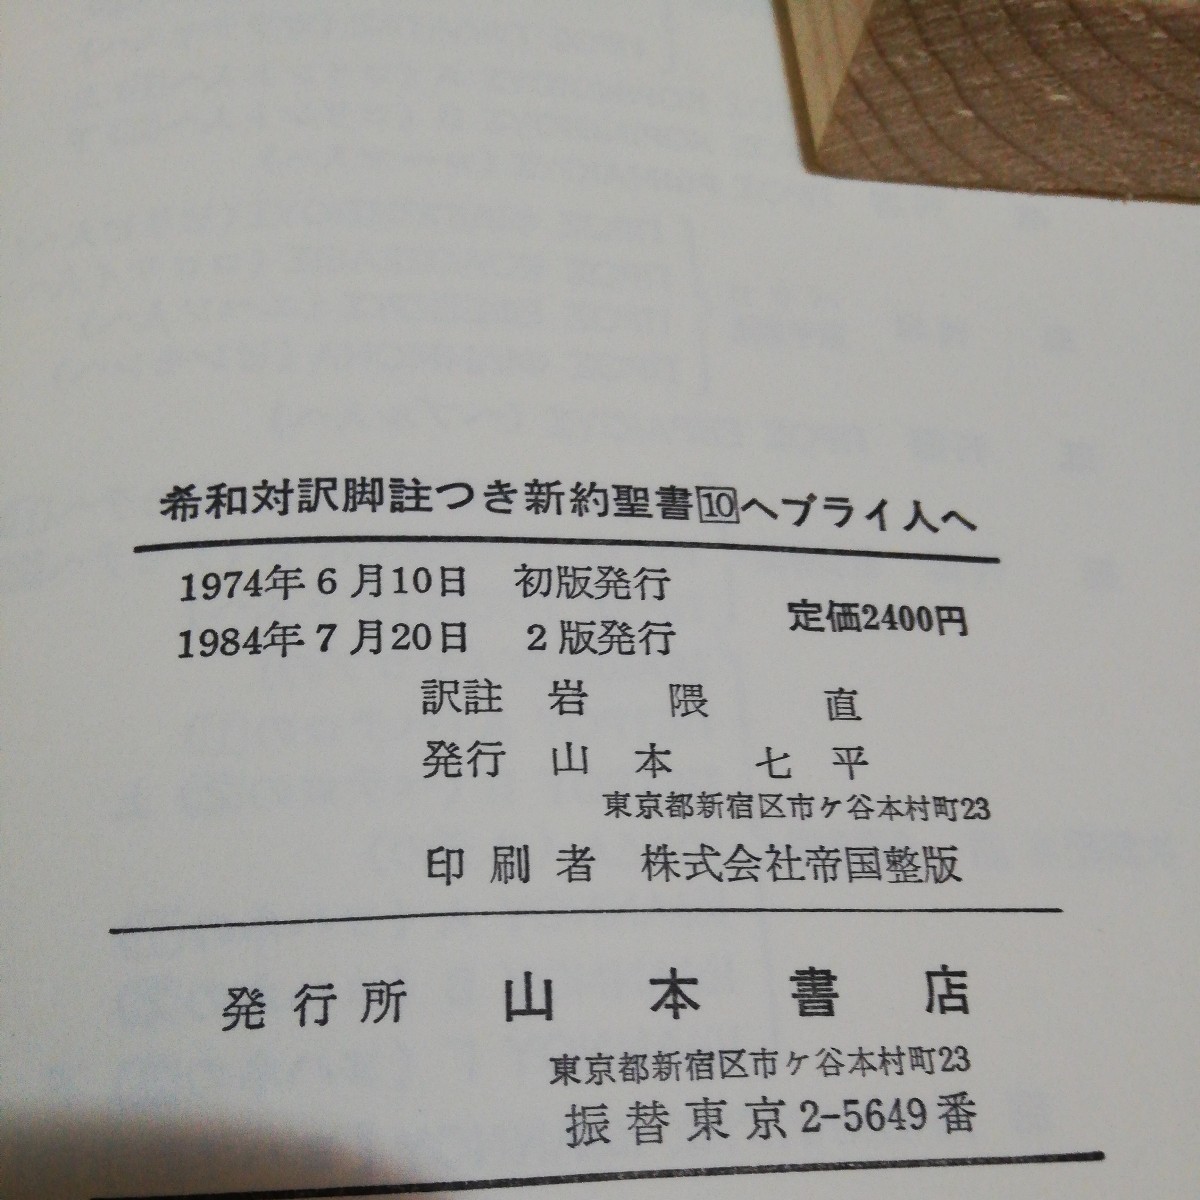 希和対訳脚註つき新約聖書10ヘブライ人へ
1974年6月10日 初版発行
1984年7月20日 2版発行
定価2400円
訳註 岩隈直
発行 山本七平
東京都新宿区市ケ谷本村町23
印刷者 株式会社帝国整版
発行所 山本書店
東京都新宿区市ケ谷本村町23
振替東京2-5649番